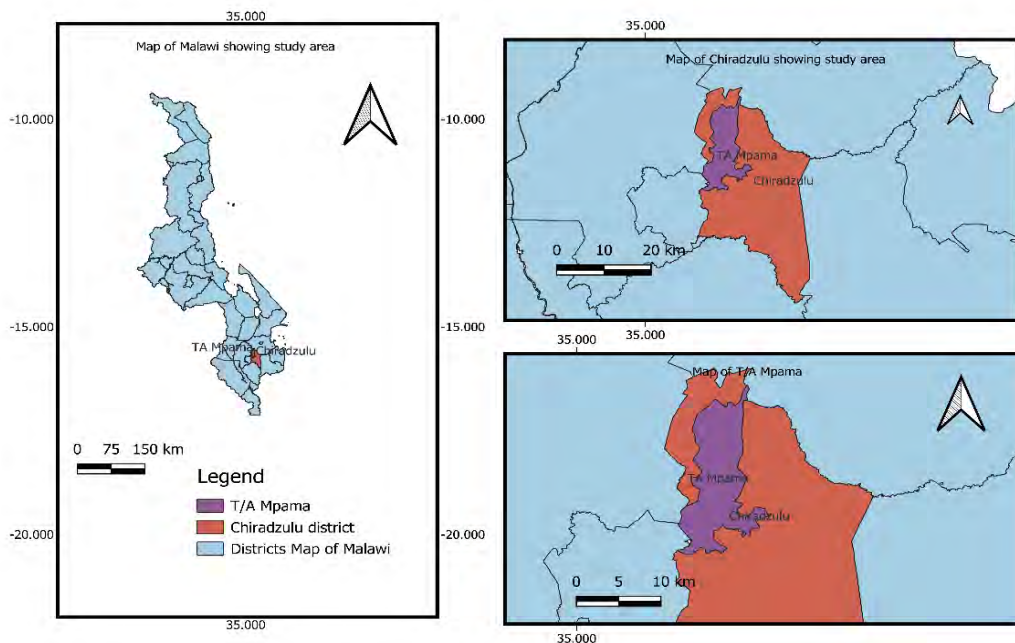 35.000
Map of Malawi showing study area
-10.000
-10.000
-15.000
-15.000
TA Mpama
Chiradzulu
0 75 150 km
Legend
T/A Mpama
Chiradzulu district
Districts Map of Malawi
-20.000
-20.000
35.000
35.000
Map of Chiradzulu showing study area
TA Mpama
Chiradzulu
0 10 20 km
35.000
35.000
Map of T/A Mpama
TA Mpama
Chiradzulu
0 5 10 km
35.000